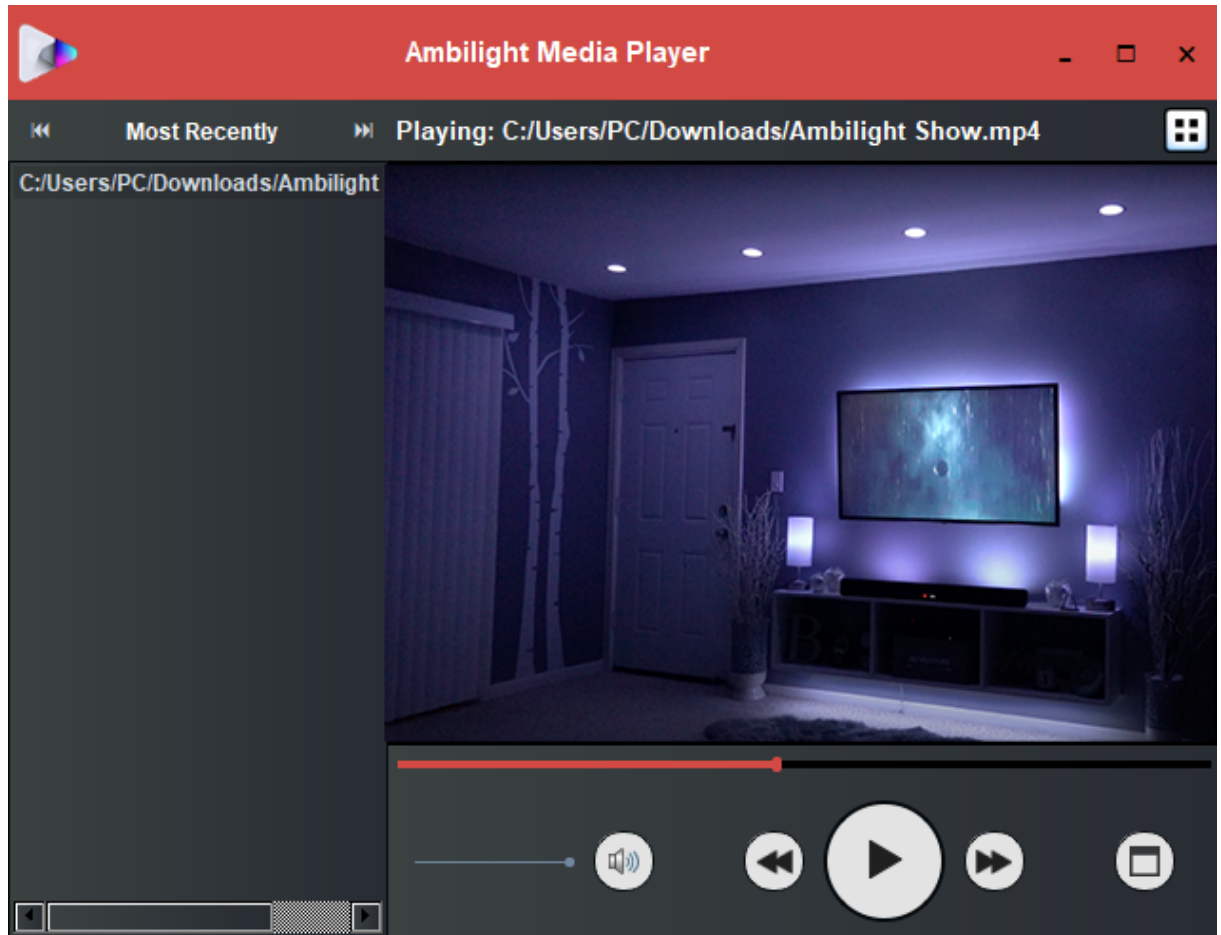 Ambilight Media Player
Most Recently
Playing: C:/Users/PC/Downloads/Ambilight Show.mp4
C:/Users/PC/Downloads/Ambilight